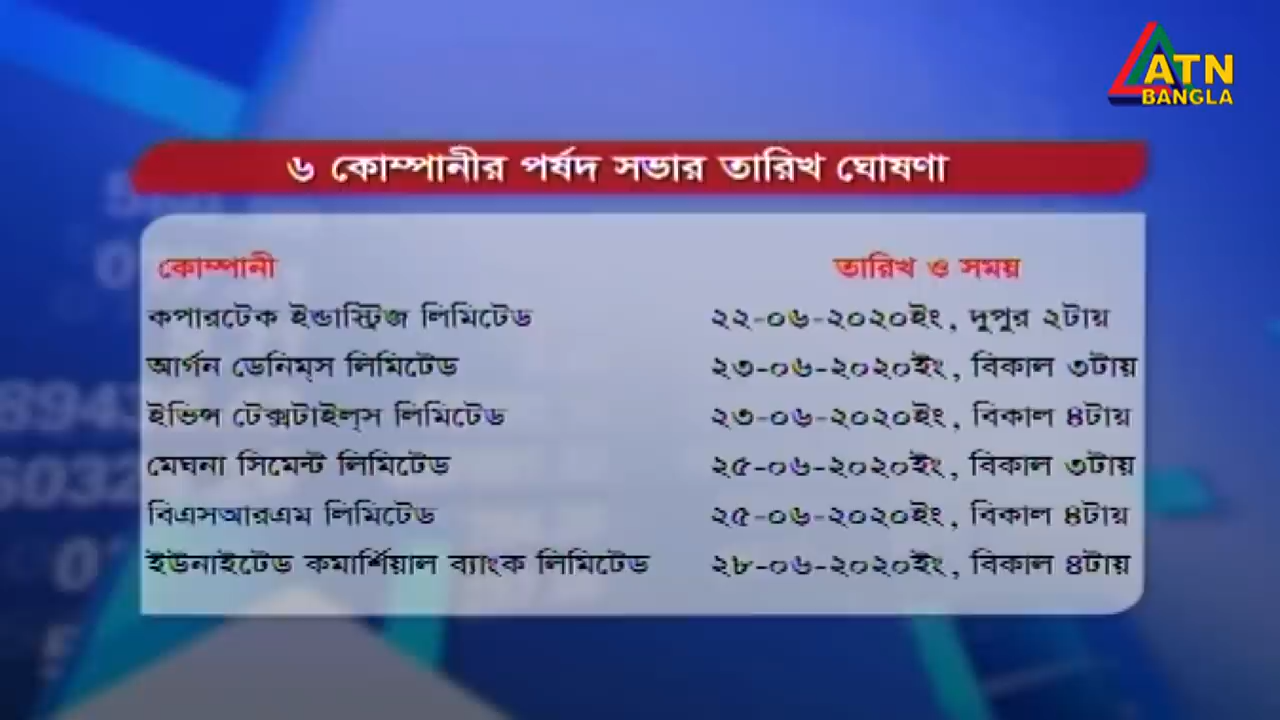 ATN
BANGLA
৬ কোম্পানীর পর্ষদ সভার তারিখ ঘোষণা
কোম্পানী তারিখ ও সময়
কপারটেক ইন্ডাস্ট্রিজ লিমিটেড ২২-০৬-২০২০ইং, দুপুর ২টায়
আর্গন ডেনিম্‌স লিমিটেড ২৩-০৬-২০২০ইং, বিকাল ৩টায়
ইভিন্স টেক্সটাইল্‌স লিমিটেড ২৩-০৬-২০২০ইং, বিকাল ৪টায়
মেঘনা সিমেন্ট লিমিটেড ২৫-০৬-২০২০ইং, বিকাল ৩টায়
বিএসআরএম লিমিটেড ২৫-০৬-২০২০ইং, বিকাল ৪টায়
ইউনাইটেড কমার্শিয়াল ব্যাংক লিমিটেড ২৮-০৬-২০২০ইং, বিকাল ৪টায়